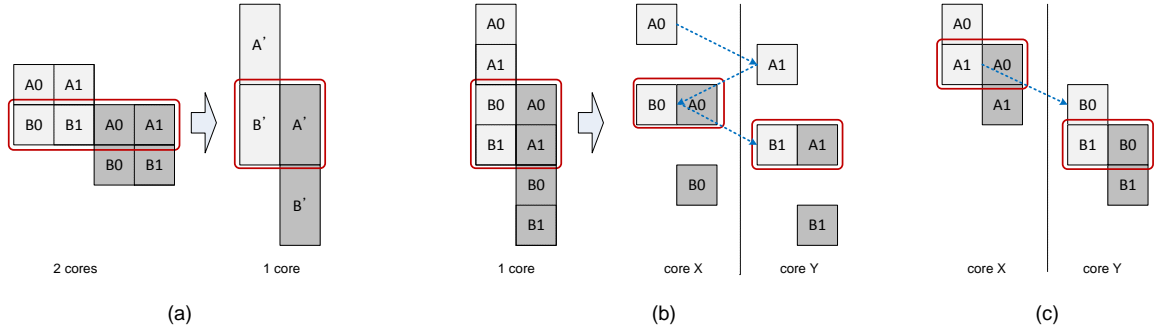 A0 A1
B0 B1 A0 A1
B0 B1
2 cores
A'
B' A'
B'
1 core
(a)
A0
A1
B0 A0
B1 A1
B0
B1
1 core
A0
A1
B0 A0
B1 A1
B0
B1
core X core Y
(b)
A0
A1 A0
A1
B0
B1 B0
B1
core X core Y
(c)